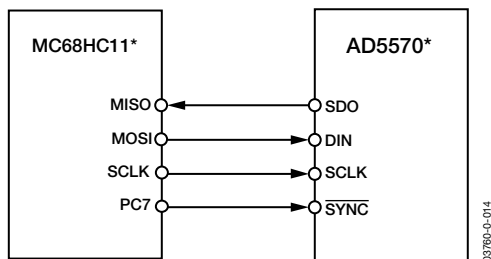 MC68HC11*
AD5570*
MISO
SDO
MOSI
DIN
SCLK
SCLK
PC7
SYNC
03760-0-014